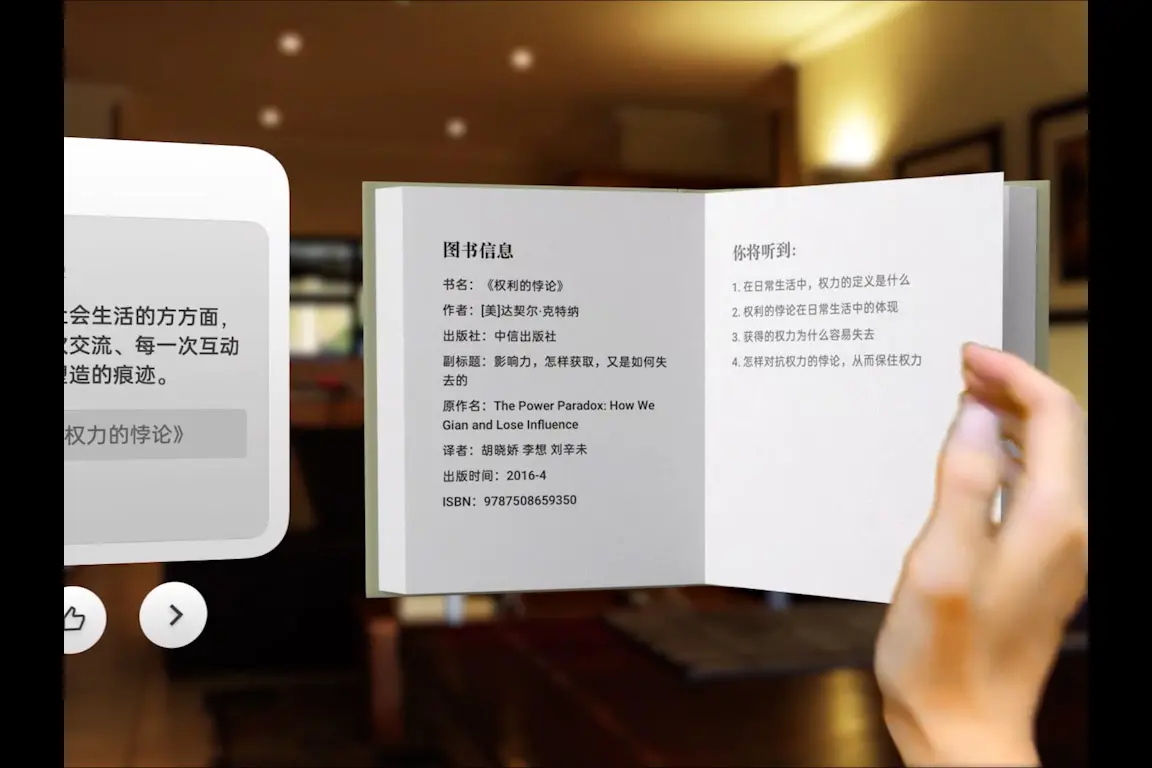 会生活的方方面，
交流、每一次互动
造的痕迹。
权力的悖论》
图书信息
书名：《权利的悖论》
作者：[美]达契尔·克特纳
出版社：中信出版社
副标题：影响力，怎样获取，又是如何失
去的
原作名：The Power Paradox: How We
Gian and Lose Influence
译者：胡晓娇 李想 刘辛未
出版时间：2016-4
ISBN：9787508659350
你将听到：
1. 在日常生活中，权力的定义是什么
2. 权利的悖论在日常生活中的体现
3. 获得的权力为什么容易失去
4. 怎样对抗权力的悖论，从而保住权力